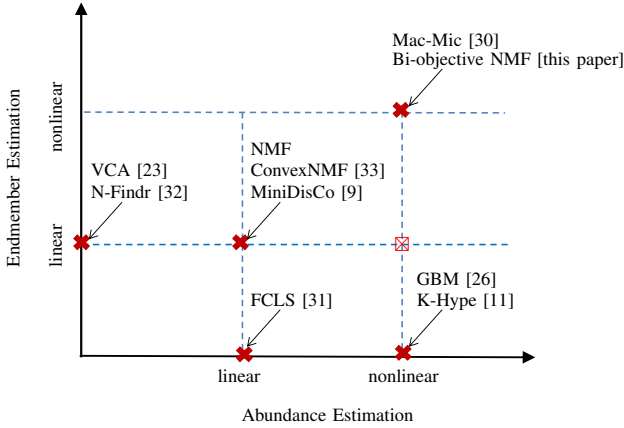 Mac-Mic [30]
Bi-objective NMF [this paper]
nonlinear
Endmember Estimation
NMF
ConvexNMF [33]
MiniDisCo [9]
VCA [23]
N-Findr [32]
linear
GBM [26]
K-Hype [11]
FCLS [31]
linear
nonlinear
Abundance Estimation